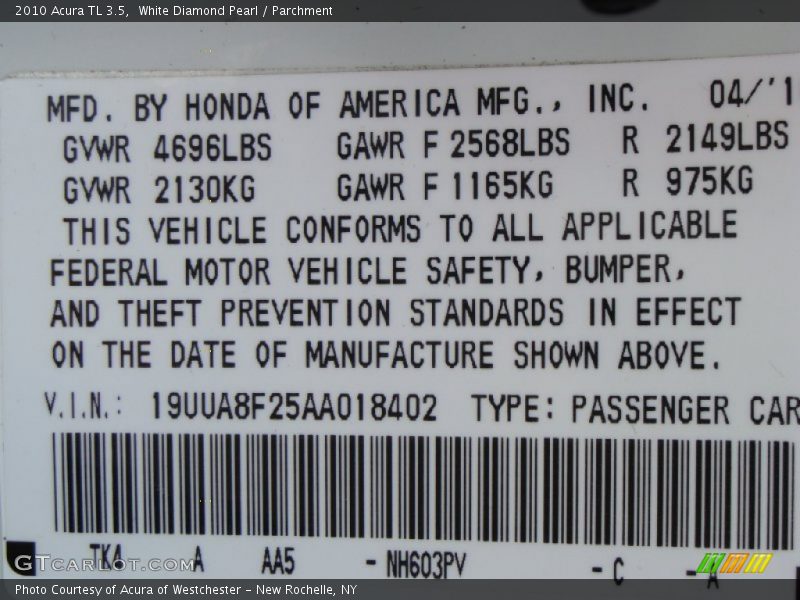 2010 Acura TL 3.5, White Diamond Pearl / Parchment
MFD. BY HONDA OF AMERICA MFG., INC. 04/'1
GVWR 4696LBS GAWR F 2568LBS R 2149LBS
GVWR 2130KG GAWR F 1165KG R 975KG
THIS VEHICLE CONFORMS TO ALL APPLICABLE
FEDERAL MOTOR VEHICLE SAFETY, BUMPER,
AND THEFT PREVENTION STANDARDS IN EFFECT
ON THE DATE OF MANUFACTURE SHOWN ABOVE.
V.I.N.: 19UUA8F25AA018402 TYPE: PASSENGER CAR
TK4 A AA5 - NH603PV - C - A
GTCARLOT.COM
Photo Courtesy of Acura of Westchester - New Rochelle, NY